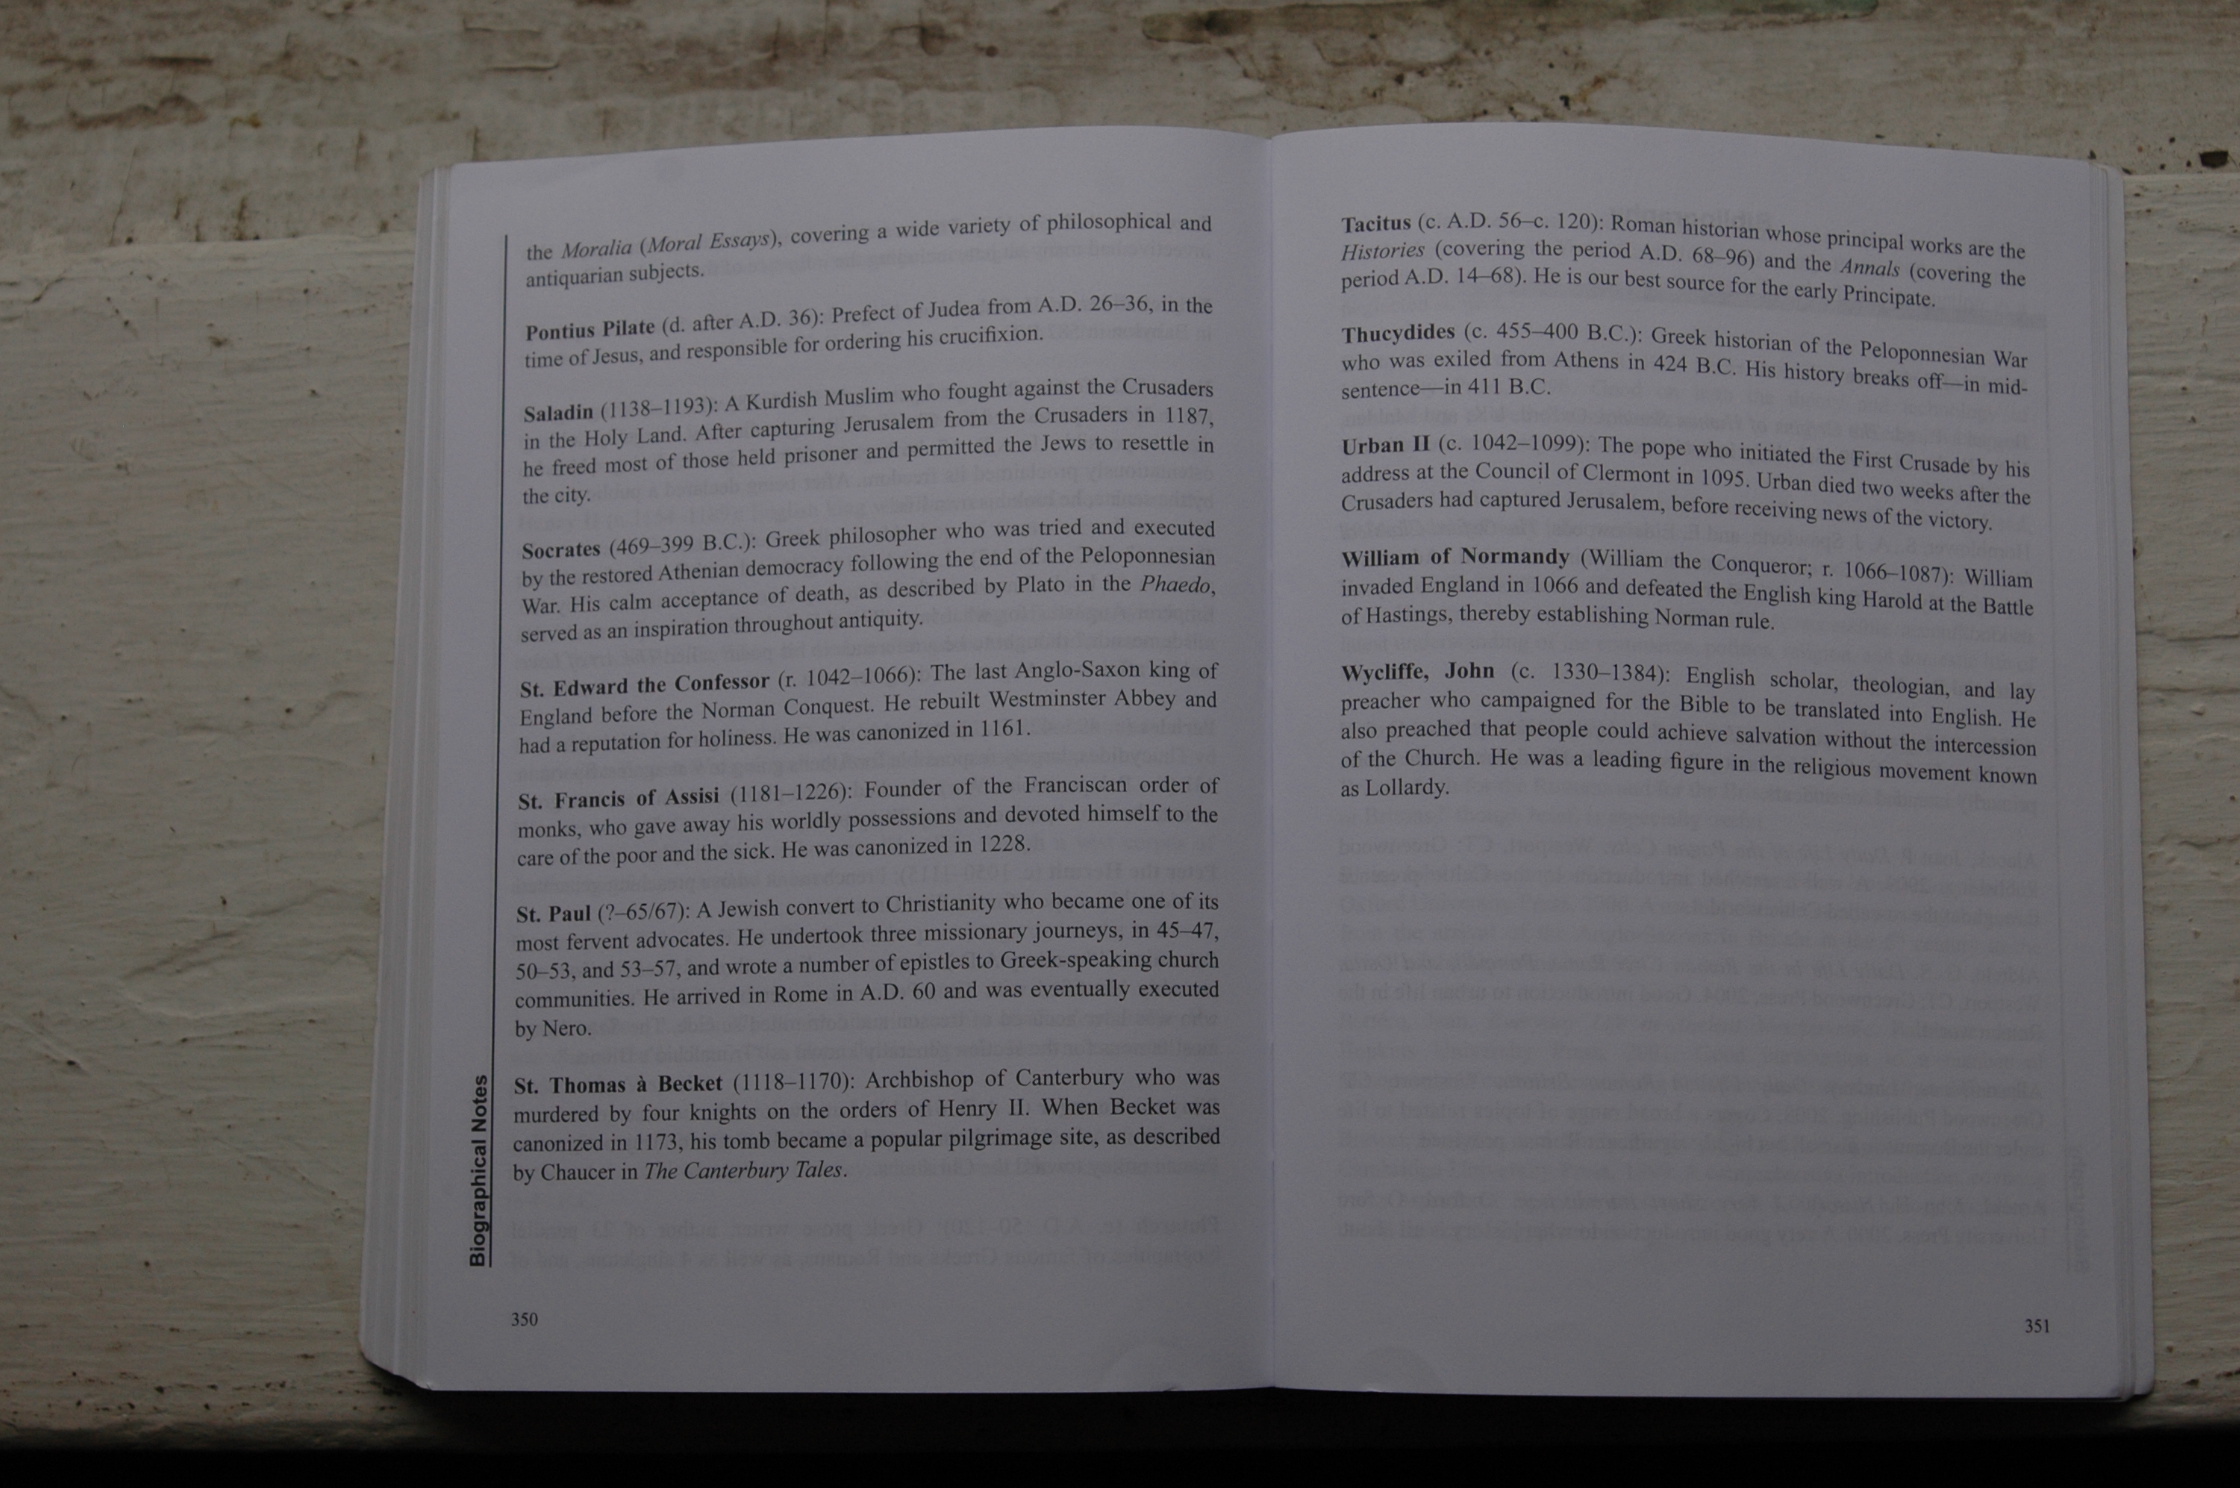 the Moralia (Moral Essays), covering a wide variety of philosophical and
antiquarian subjects.
Pontius Pilate (d. after A.D. 36): Prefect of Judea from A.D. 26–36, in the
time of Jesus, and responsible for ordering his crucifixion.
Saladin (1138–1193): A Kurdish Muslim who fought against the Crusaders
in the Holy Land. After capturing Jerusalem from the Crusaders in 1187,
he freed most of those held prisoner and permitted the Jews to resettle in
the city.
Socrates (469–399 B.C.): Greek philosopher who was tried and executed
by the restored Athenian democracy following the end of the Peloponnesian
War. His calm acceptance of death, as described by Plato in the Phaedo,
served as an inspiration throughout antiquity.
St. Edward the Confessor (r. 1042–1066): The last Anglo-Saxon king of
England before the Norman Conquest. He rebuilt Westminster Abbey and
had a reputation for holiness. He was canonized in 1161.
St. Francis of Assisi (1181–1226): Founder of the Franciscan order of
monks, who gave away his worldly possessions and devoted himself to the
care of the poor and the sick. He was canonized in 1228.
St. Paul (?–65/67): A Jewish convert to Christianity who became one of its
most fervent advocates. He undertook three missionary journeys, in 45–47,
50–53, and 53–57, and wrote a number of epistles to Greek-speaking church
communities. He arrived in Rome in A.D. 60 and was eventually executed
by Nero.
St. Thomas à Becket (1118–1170): Archbishop of Canterbury who was
murdered by four knights on the orders of Henry II. When Becket was
canonized in 1173, his tomb became a popular pilgrimage site, as described
by Chaucer in The Canterbury Tales.
Biographical Notes
350
Tacitus (c. A.D. 56–c. 120): Roman historian whose principal works are the
Histories (covering the period A.D. 68–96) and the Annals (covering the
period A.D. 14–68). He is our best source for the early Principate.
Thucydides (c. 455–400 B.C.): Greek historian of the Peloponnesian War
who was exiled from Athens in 424 B.C. His history breaks off—in mid-
sentence—in 411 B.C.
Urban II (c. 1042–1099): The pope who initiated the First Crusade by his
address at the Council of Clermont in 1095. Urban died two weeks after the
Crusaders had captured Jerusalem, before receiving news of the victory.
William of Normandy (William the Conqueror; r. 1066–1087): William
invaded England in 1066 and defeated the English king Harold at the Battle
of Hastings, thereby establishing Norman rule.
Wycliffe, John (c. 1330–1384): English scholar, theologian, and lay
preacher who campaigned for the Bible to be translated into English. He
also preached that people could achieve salvation without the intercession
of the Church. He was a leading figure in the religious movement known
as Lollardy.
351